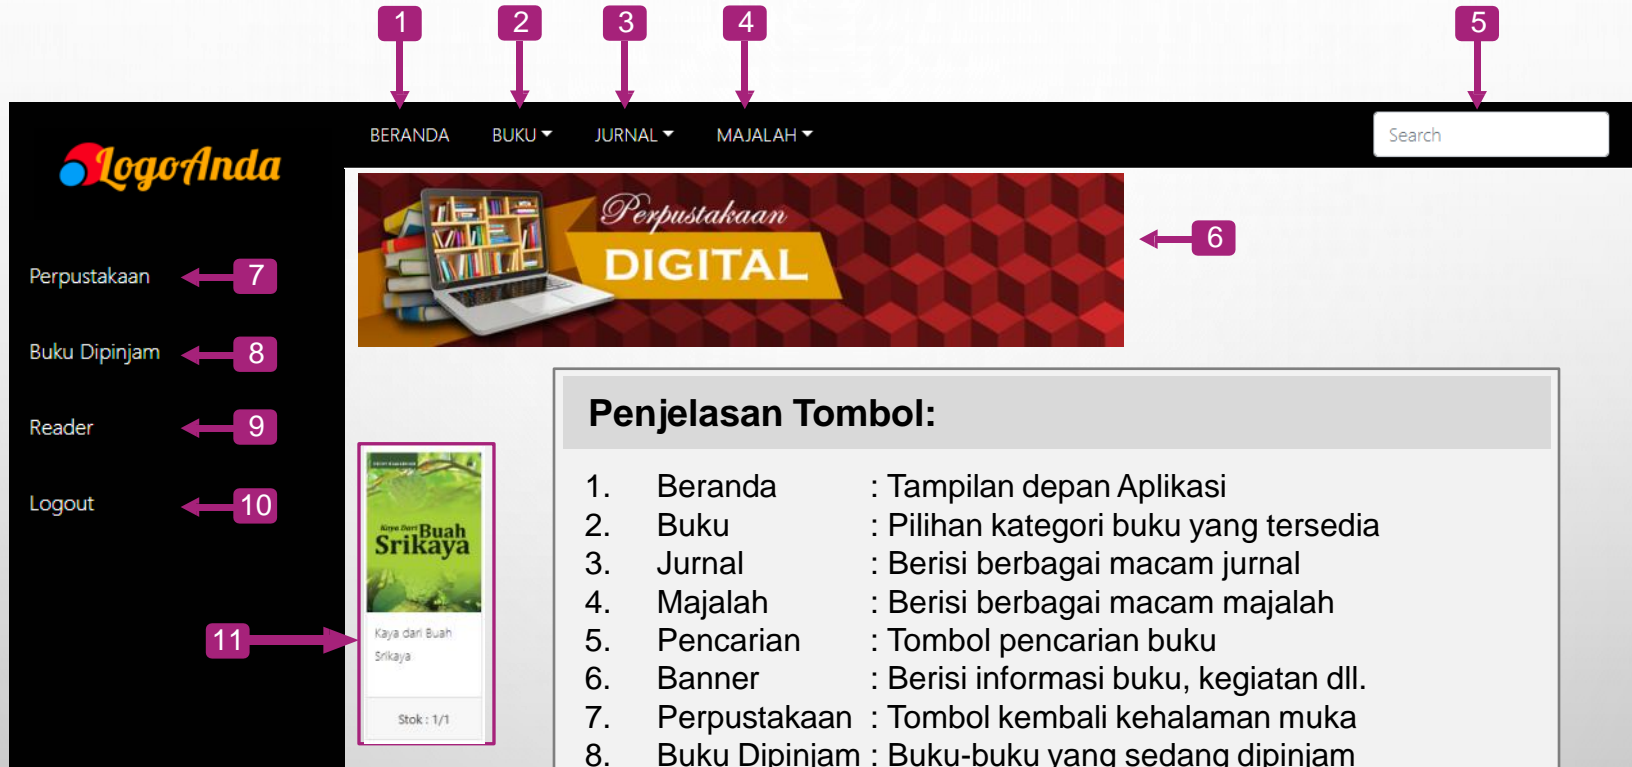 1
2
3
4
5
LogoAnda
BERANDA
BUKU
JURNAL
MAJALAH
Search
Perpustakaan
DIGITAL
6
Perpustakaan
7
Buku Dipinjam
8
Reader
9
Logout
10
11
Kaya Dari Buah
Srikaya
Kaya dari Buah
Srikaya
Stok : 1/1
Penjelasan Tombol:
1. Beranda : Tampilan depan Aplikasi
2. Buku : Pilihan kategori buku yang tersedia
3. Jurnal : Berisi berbagai macam jurnal
4. Majalah : Berisi berbagai macam majalah
5. Pencarian : Tombol pencarian buku
6. Banner : Berisi informasi buku, kegiatan dll.
7. Perpustakaan : Tombol kembali kehalaman muka
8. Buku Dipinjam : Buku-buku yang sedang dipinjam